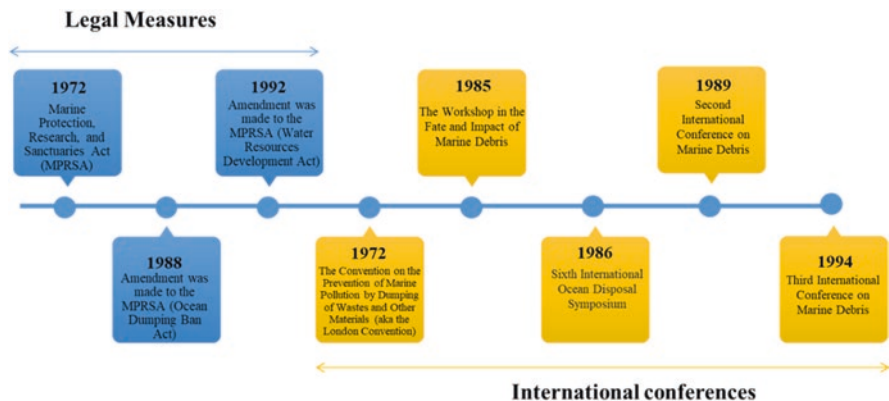 Legal Measures
1972
Marine
Protection,
Research, and
Sanctuaries Act
(MPRSA)
1988
Amendment was
made to the
MPRSA (Ocean
Dumping Ban
Act)
1992
Amendment was
made to the
MPRSA (Water
Resources
Development Act)
1972
The Convention on the
Prevention of Marine
Pollution by Dumping
of Wastes and Other
Materials (aka the
London Convention)
1985
The Workshop in the
Fate and Impact of
Marine Debris
1986
Sixth International
Ocean Disposal
Symposium
1989
Second
International
Conference on
Marine Debris
1994
Third International
Conference on
Marine Debris
International conferences